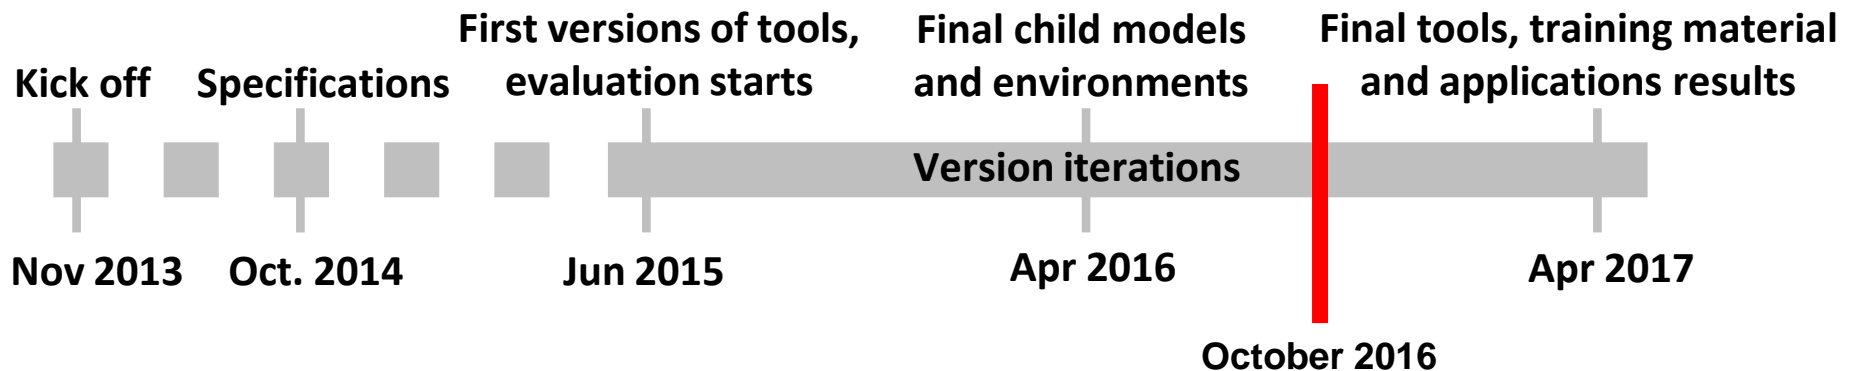 Kick off
Specifications
First versions of tools,
evaluation starts
Final child models
and environments
Final tools, training material
and applications results
Version iterations
Nov 2013
Oct. 2014
Jun 2015
Apr 2016
Apr 2017
October 2016